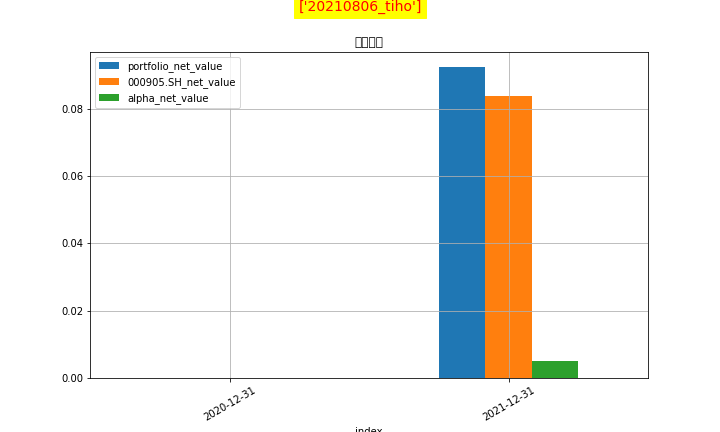 ['20210806_tiho']
portfolio_net_value
000905.SH_net_value
alpha_net_value
0.08
0.06
0.04
0.02
0.00
2020-12-31
2021-12-31
index